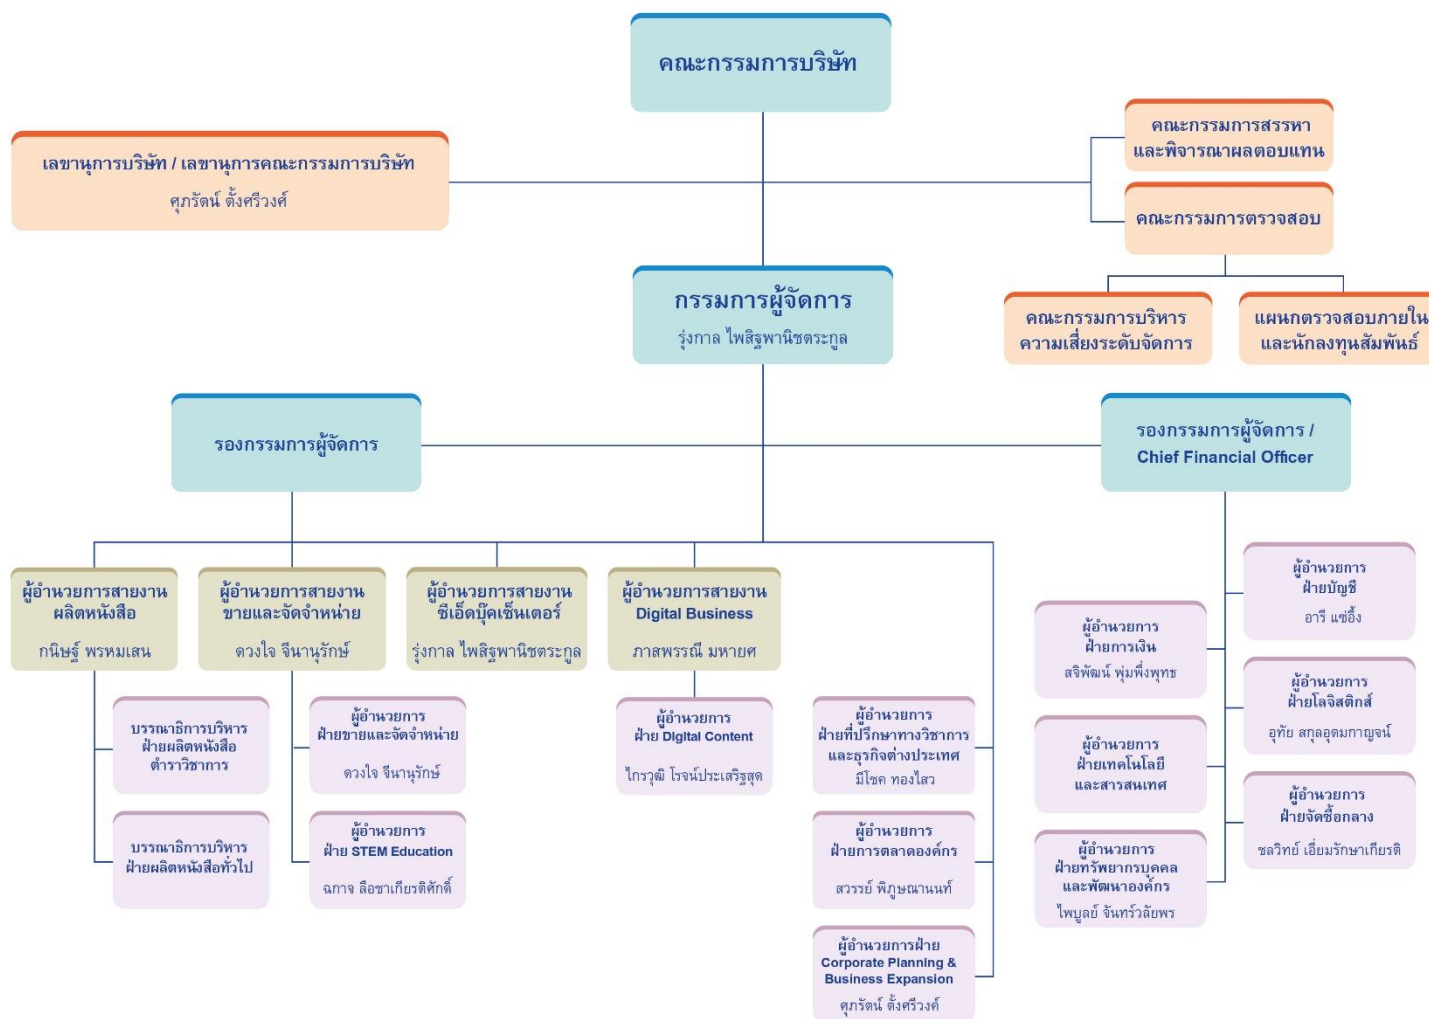 คณะกรรมการบริษัท
เลขานุการบริษัท / เลขานุการคณะกรรมการบริษัท
ศุภรัตน์ ตั้งศรีวงศ์
คณะกรรมการสรรหา
และพิจารณาผลตอบแทน
คณะกรรมการตรวจสอบ
คณะกรรมการบริหาร
ความเสี่ยงระดับจัดการ
แผนกตรวจสอบภายใน
และนักลงทุนสัมพันธ์
กรรมการผู้จัดการ
รุ่งกาล ไพสิฐพานิชตระกูล
รองกรรมการผู้จัดการ
รองกรรมการผู้จัดการ /
Chief Financial Officer
ผู้อำนวยการสายงาน
ผลิตหนังสือ
กนิษฐ์ พรหมเสน
ผู้อำนวยการสายงาน
ขายและจัดจำหน่าย
ดวงใจ จีนานุรักษ์
ผู้อำนวยการสายงาน
ซีเอ็ดบุ๊คเซ็นเตอร์
รุ่งกาล ไพสิฐพานิชตระกูล
ผู้อำนวยการสายงาน
Digital Business
ภาสพรรณี มหายศ
บรรณาธิการบริหาร
ฝ่ายผลิตหนังสือ
ตำราวิชาการ
บรรณาธิการบริหาร
ฝ่ายผลิตหนังสือทั่วไป
ผู้อำนวยการ
ฝ่ายขายและจัดจำหน่าย
ดวงใจ จีนานุรักษ์
ผู้อำนวยการ
ฝ่าย STEM Education
ฉกาจ ลือชาเกียรติศักดิ์
ผู้อำนวยการ
ฝ่าย Digital Content
ไกรวุฒิ โรจน์ประเสริฐสุด
ผู้อำนวยการ
ฝ่ายที่ปรึกษาทางวิชาการ
และธุรกิจต่างประเทศ
มีโชค ทองไสว
ผู้อำนวยการ
ฝ่ายการตลาดองค์กร
สวรรย์ พิภูษณานนท์
ผู้อำนวยการฝ่าย
Corporate Planning &
Business Expansion
ศุภรัตน์ ตั้งศรีวงศ์
ผู้อำนวยการ
ฝ่ายการเงิน
สจิพัฒน์ พุ่มพึ่งพุทธ
ผู้อำนวยการ
ฝ่ายเทคโนโลยี
และสารสนเทศ
ผู้อำนวยการ
ฝ่ายทรัพยากรบุคคล
และพัฒนาองค์กร
ไพบูลย์ จันทร์วลัยพร
ผู้อำนวยการ
ฝ่ายบัญชี
อารี แซ่อึ้ง
ผู้อำนวยการ
ฝ่ายโลจิสติกส์
อุทัย สกุลอุดมกาญจน์
ผู้อำนวยการ
ฝ่ายจัดซื้อกลาง
ชลวิทย์ เอี่ยมรักษาเกียรติ